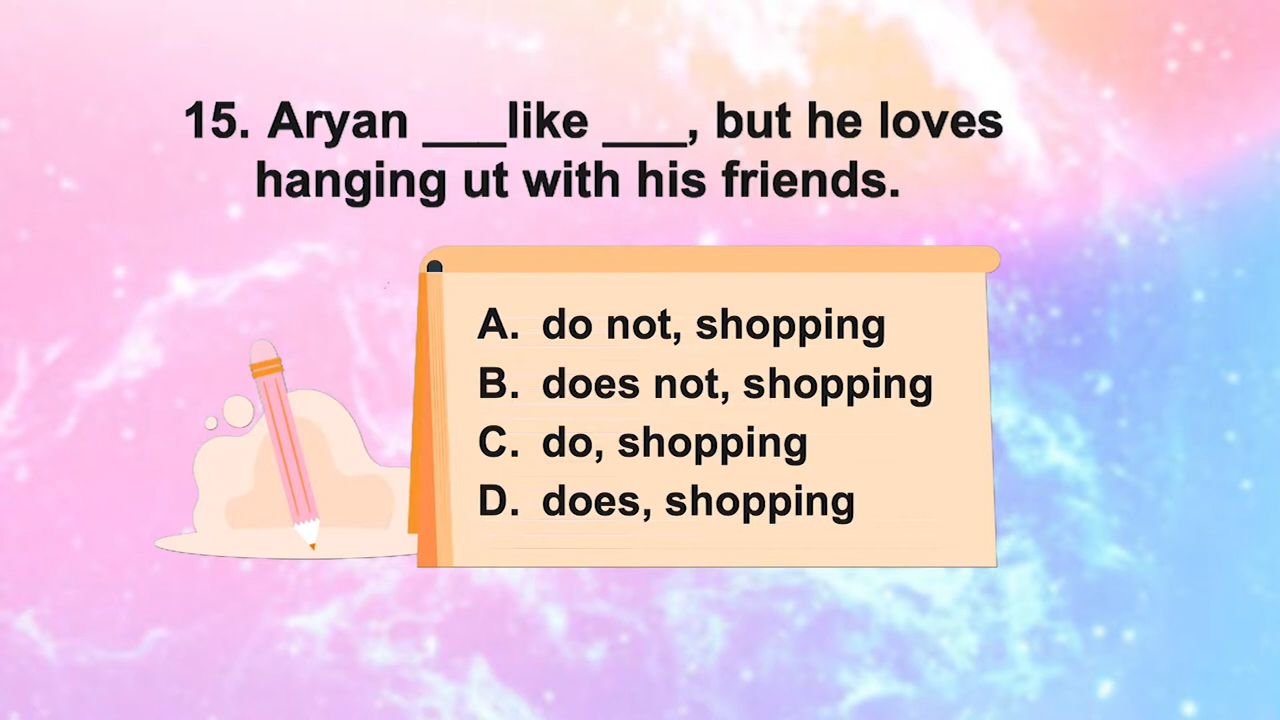 15. Aryan ___like ___, but he loves
hanging ut with his friends.
A. do not, shopping
B. does not, shopping
C. do, shopping
D. does, shopping